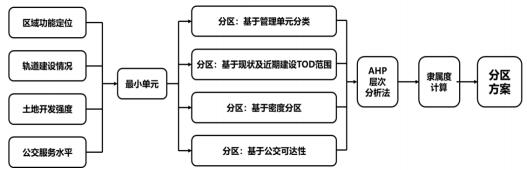 区域功能定位
轨道建设情况
土地开发强度
公交服务水平
最小单元
分区：基于管理单元分类
分区：基于现状及近期建设TOD范围
分区：基于密度分区
分区：基于公交可达性
AHP
层次
分析法
隶属度
计算
分区
方案